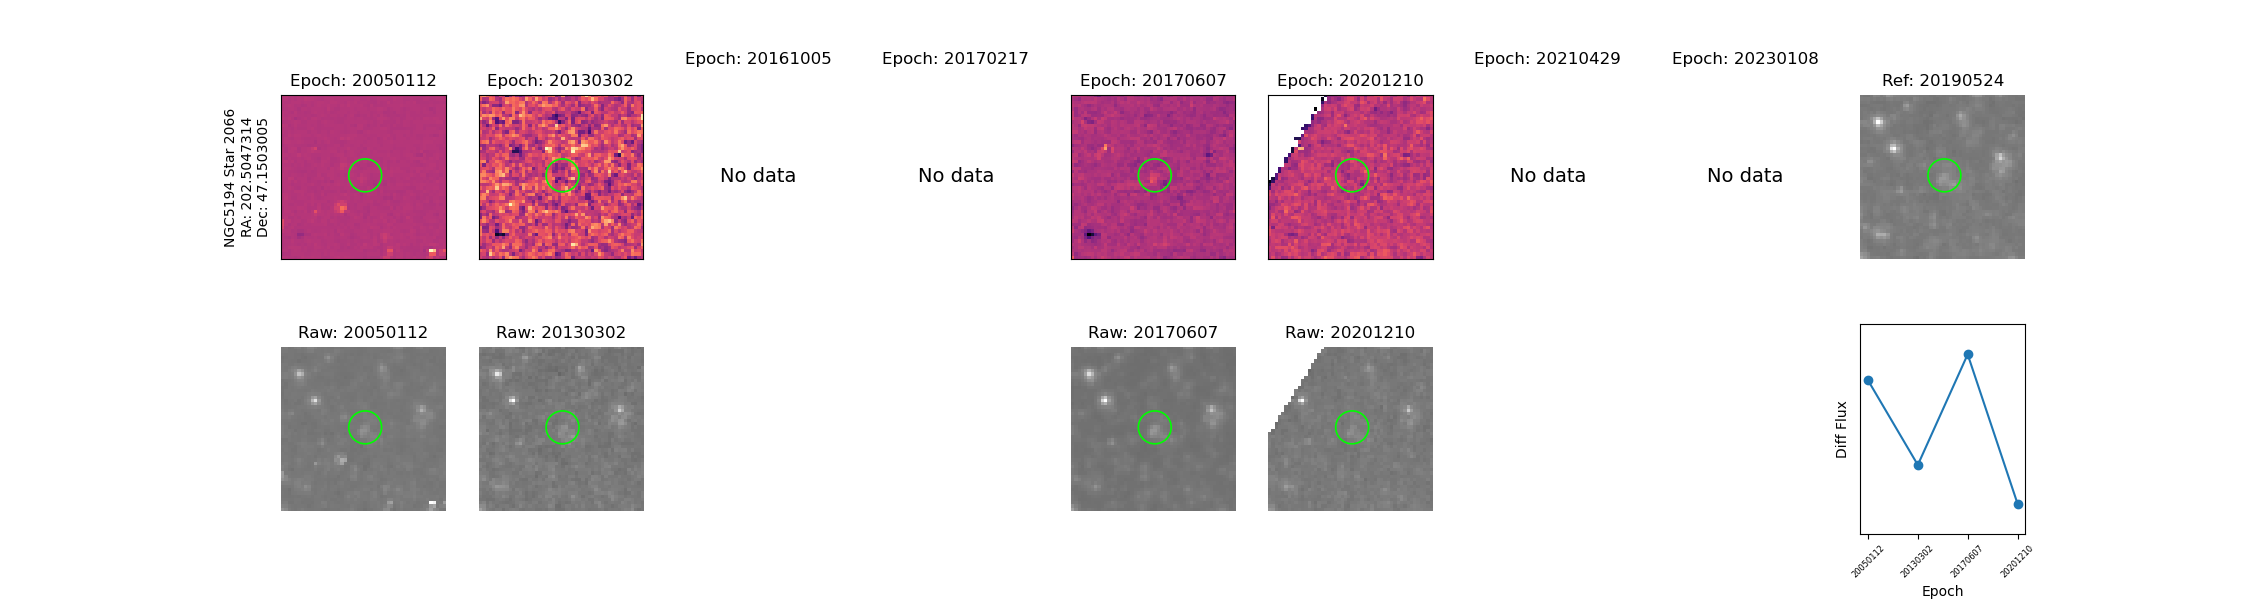 Epoch: 20050112
Epoch: 20130302
Epoch: 20161005
Epoch: 20170217
Epoch: 20170607
Epoch: 20201210
Epoch: 20210429
Epoch: 20230108
Ref: 20190524
NGC5194 Star 2066
RA: 202.5047314
Dec: 47.1503005
No data
No data
No data
No data
Raw: 20050112
Raw: 20130302
Raw: 20170607
Raw: 20201210
Diff Flux
20050112
20130302
20170607
20201210
Epoch